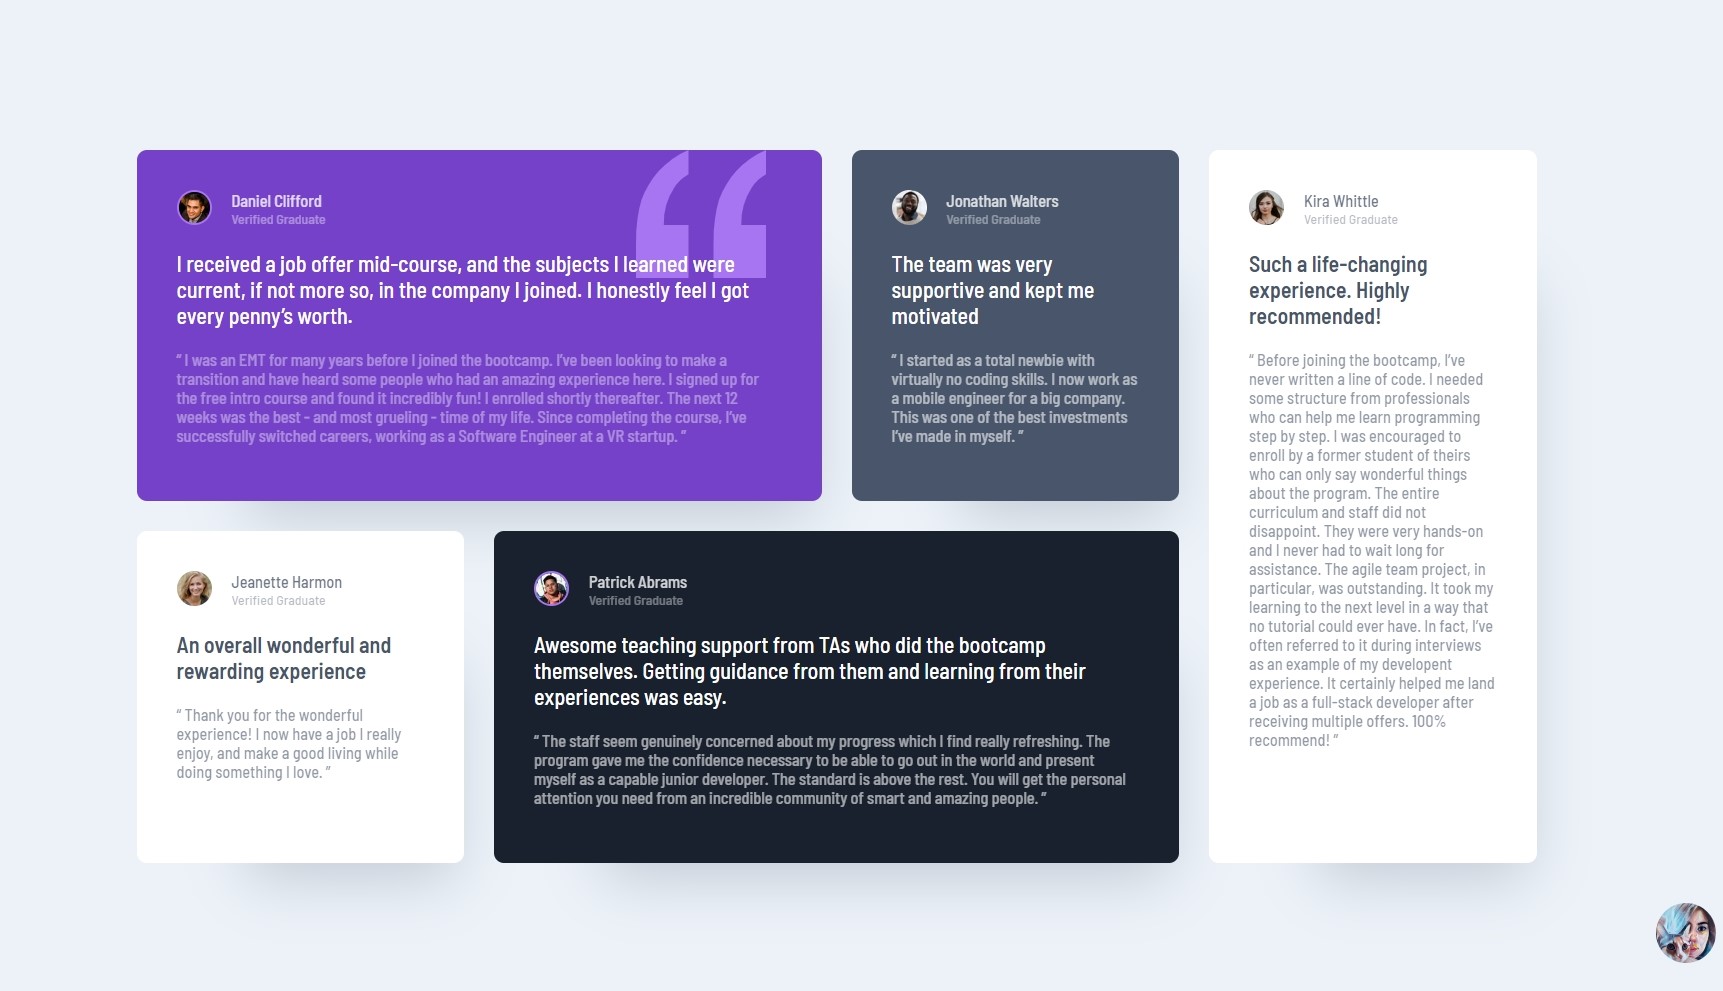 Daniel Clifford
Verified Graduate
I received a job offer mid-course, and the subjects I learned were
current, if not more so, in the company I joined. I honestly feel I got
every penny’s worth.
“ I was an EMT for many years before I joined the bootcamp. I’ve been looking to make a
transition and have heard some people who had an amazing experience here. I signed up for
the free intro course and found it incredibly fun! I enrolled shortly thereafter. The next 12
weeks was the best - and most grueling - time of my life. Since completing the course, I’ve
successfully switched careers, working as a Software Engineer at a VR startup. ”
Jonathan Walters
Verified Graduate
The team was very
supportive and kept me
motivated
“ I started as a total newbie with
virtually no coding skills. I now work as
a mobile engineer for a big company.
This was one of the best investments
I’ve made in myself. ”
Kira Whittle
Verified Graduate
Such a life-changing
experience. Highly
recommended!
“ Before joining the bootcamp, I’ve
never written a line of code. I needed
some structure from professionals
who can help me learn programming
step by step. I was encouraged to
enroll by a former student of theirs
who can only say wonderful things
about the program. The entire
curriculum and staff did not
disappoint. They were very hands-on
and I never had to wait long for
assistance. The agile team project, in
particular, was outstanding. It took my
learning to the next level in a way that
no tutorial could ever have. In fact, I’ve
often referred to it during interviews
as an example of my developent
experience. It certainly helped me land
a job as a full-stack developer after
receiving multiple offers. 100%
recommend! ”
Jeanette Harmon
Verified Graduate
An overall wonderful and
rewarding experience
“ Thank you for the wonderful
experience! I now have a job I really
enjoy, and make a good living while
doing something I love. ”
Patrick Abrams
Verified Graduate
Awesome teaching support from TAs who did the bootcamp
themselves. Getting guidance from them and learning from their
experiences was easy.
“ The staff seem genuinely concerned about my progress which I find really refreshing. The
program gave me the confidence necessary to be able to go out in the world and present
myself as a capable junior developer. The standard is above the rest. You will get the personal
attention you need from an incredible community of smart and amazing people. ”